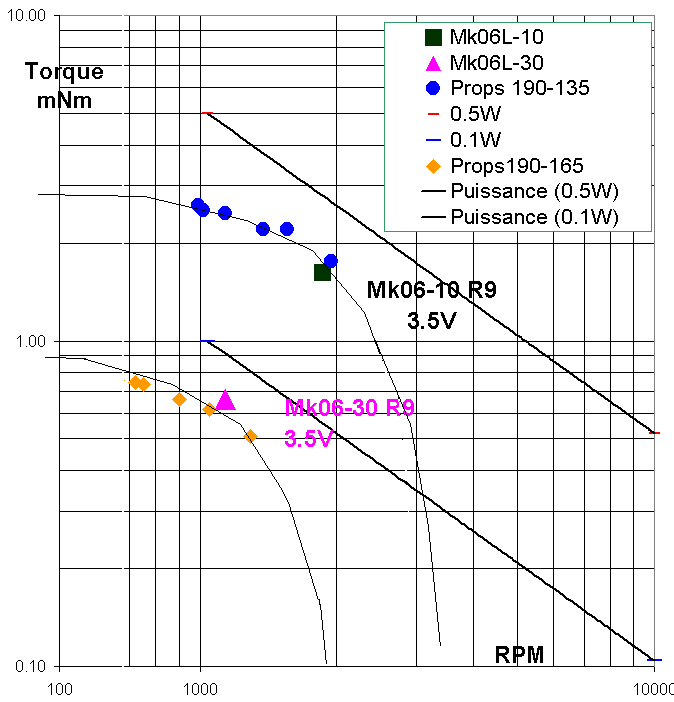 10.00
Torque
mNm
Mk06L-10
Mk06L-30
Props 190-135
0.5W
0.1W
Props190-165
Puissance (0.5W)
Puissance (0.1W)
Mk06-10 R9
3.5V
1.00
Mk06-30 R9
3.5V
RPM
0.10
100 1000 10000